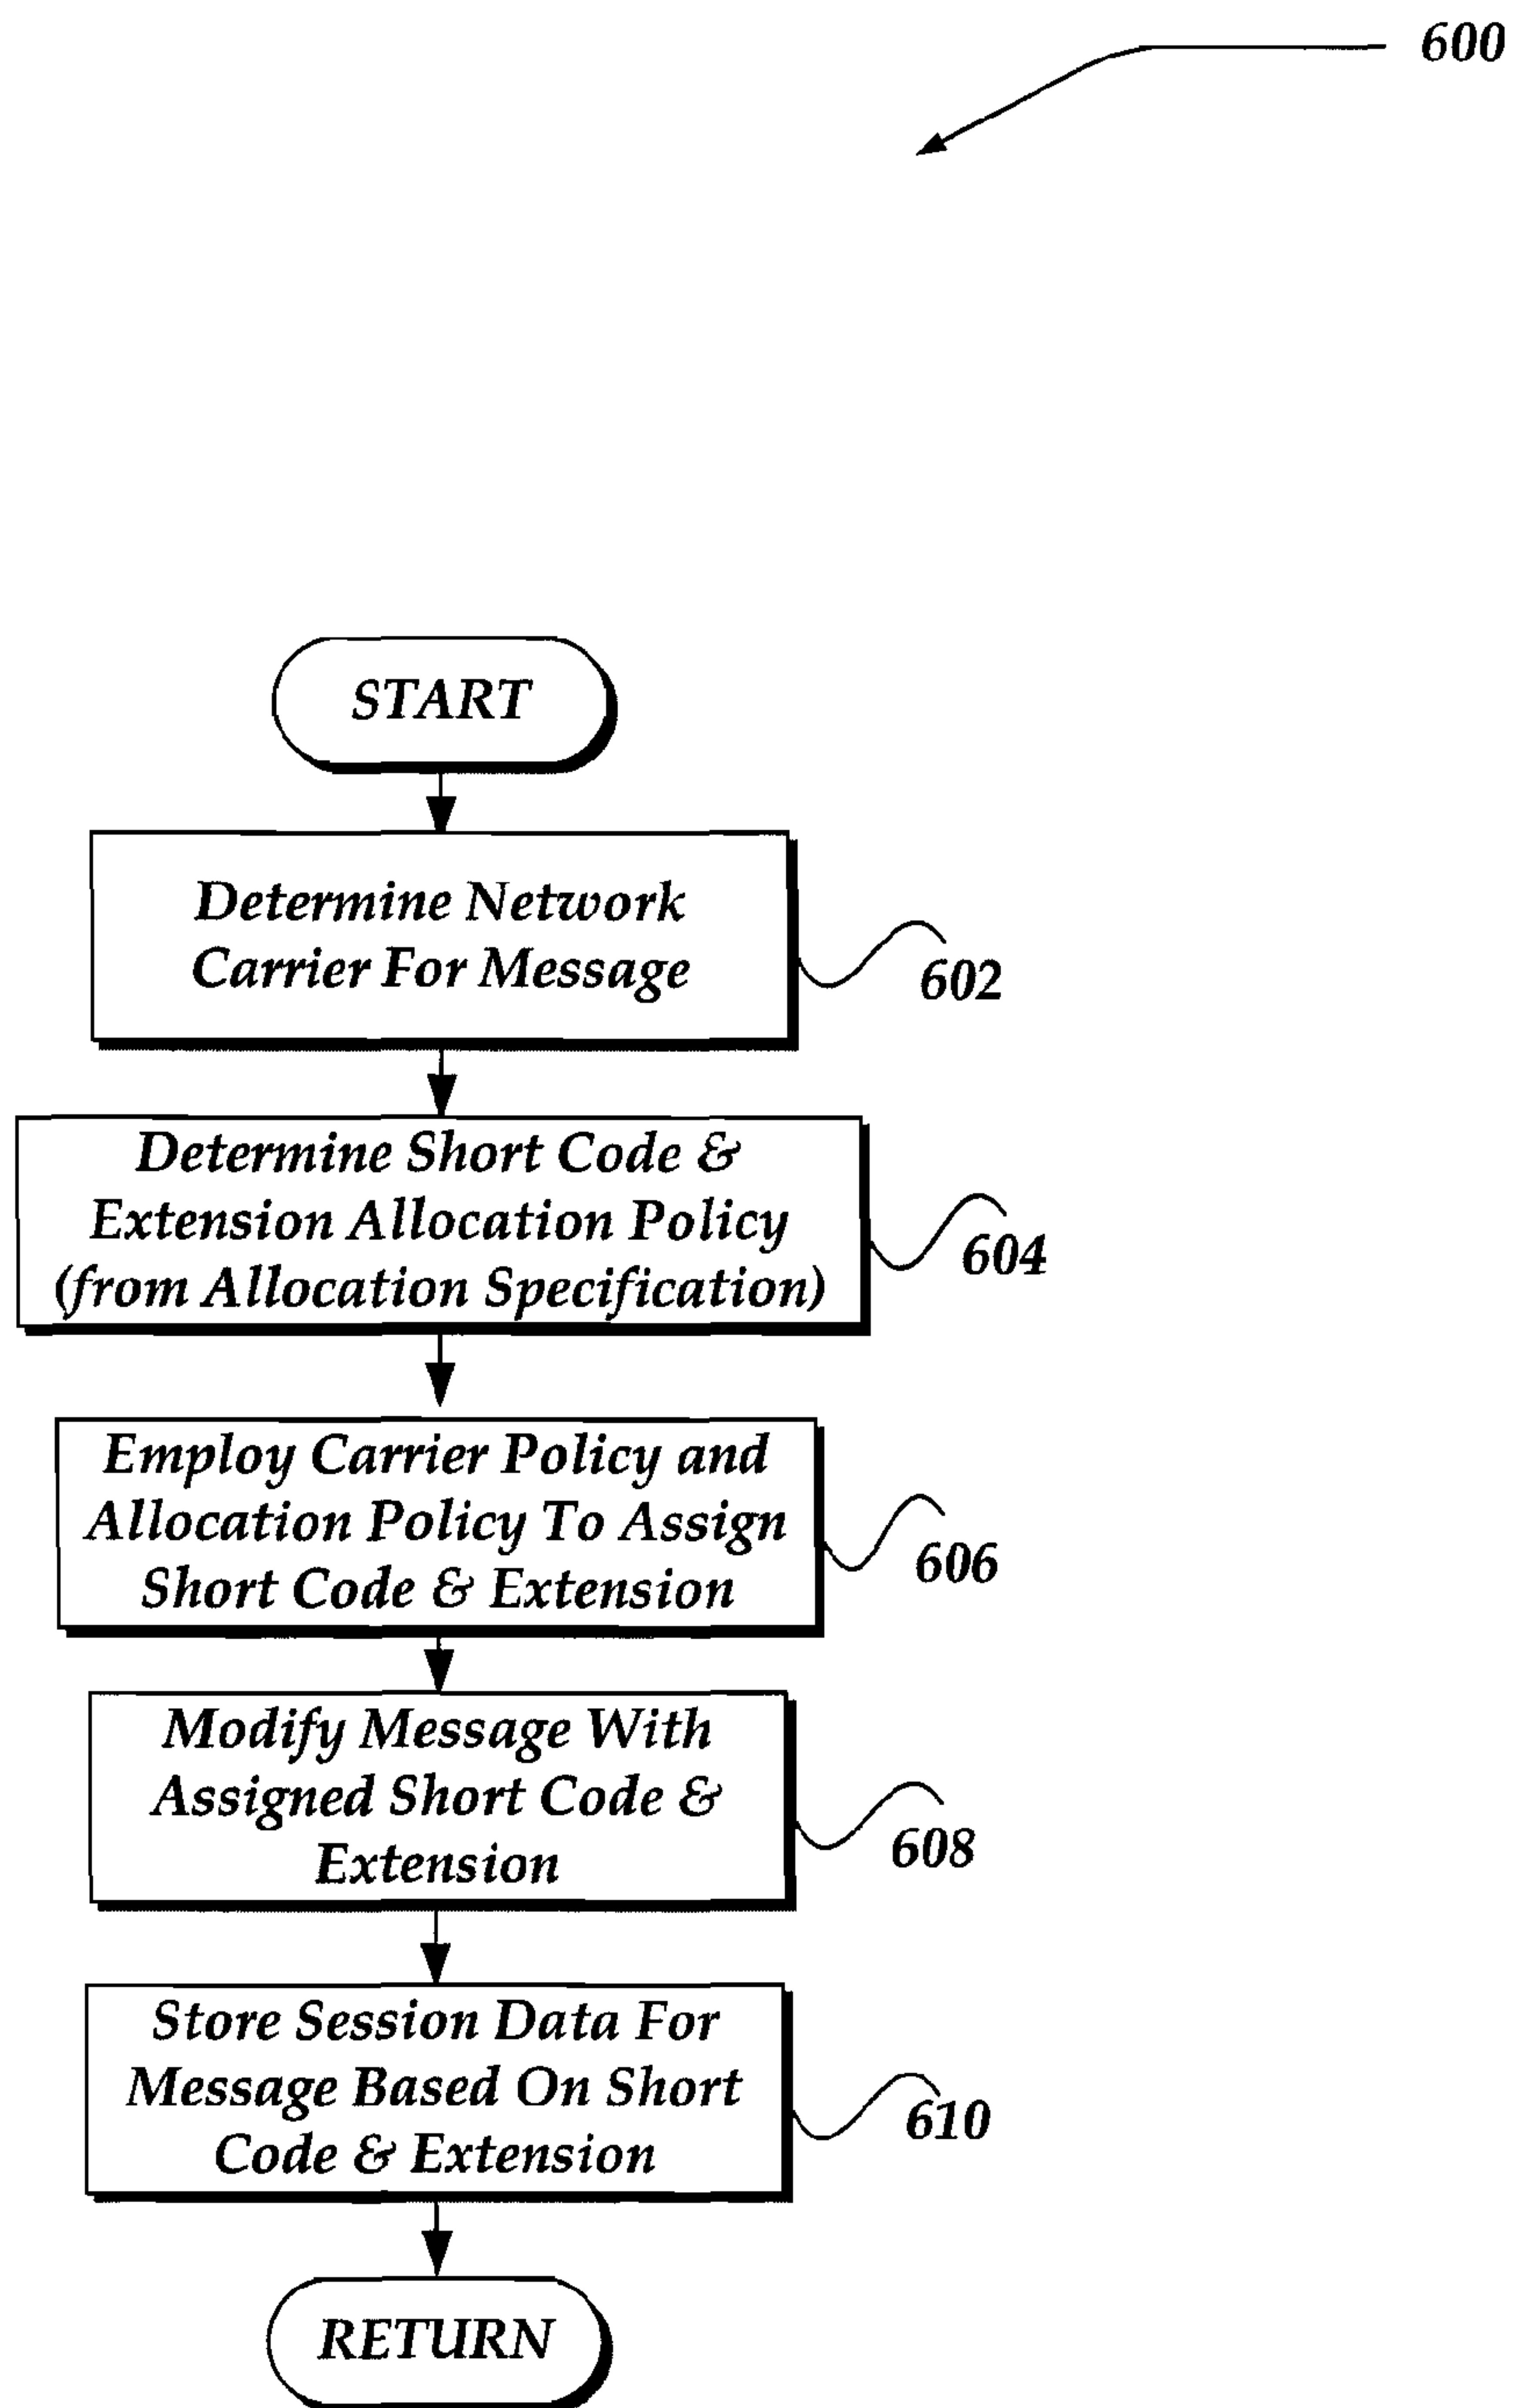 600
START
Determine Network
Carrier For Message
602
Determine Short Code &
Extension Allocation Policy
(from Allocation Specification)
604
Employ Carrier Policy and
Allocation Policy To Assign
Short Code & Extension
606
Modify Message With
Assigned Short Code &
Extension
608
Store Session Data For
Message Based On Short
Code & Extension
610
RETURN